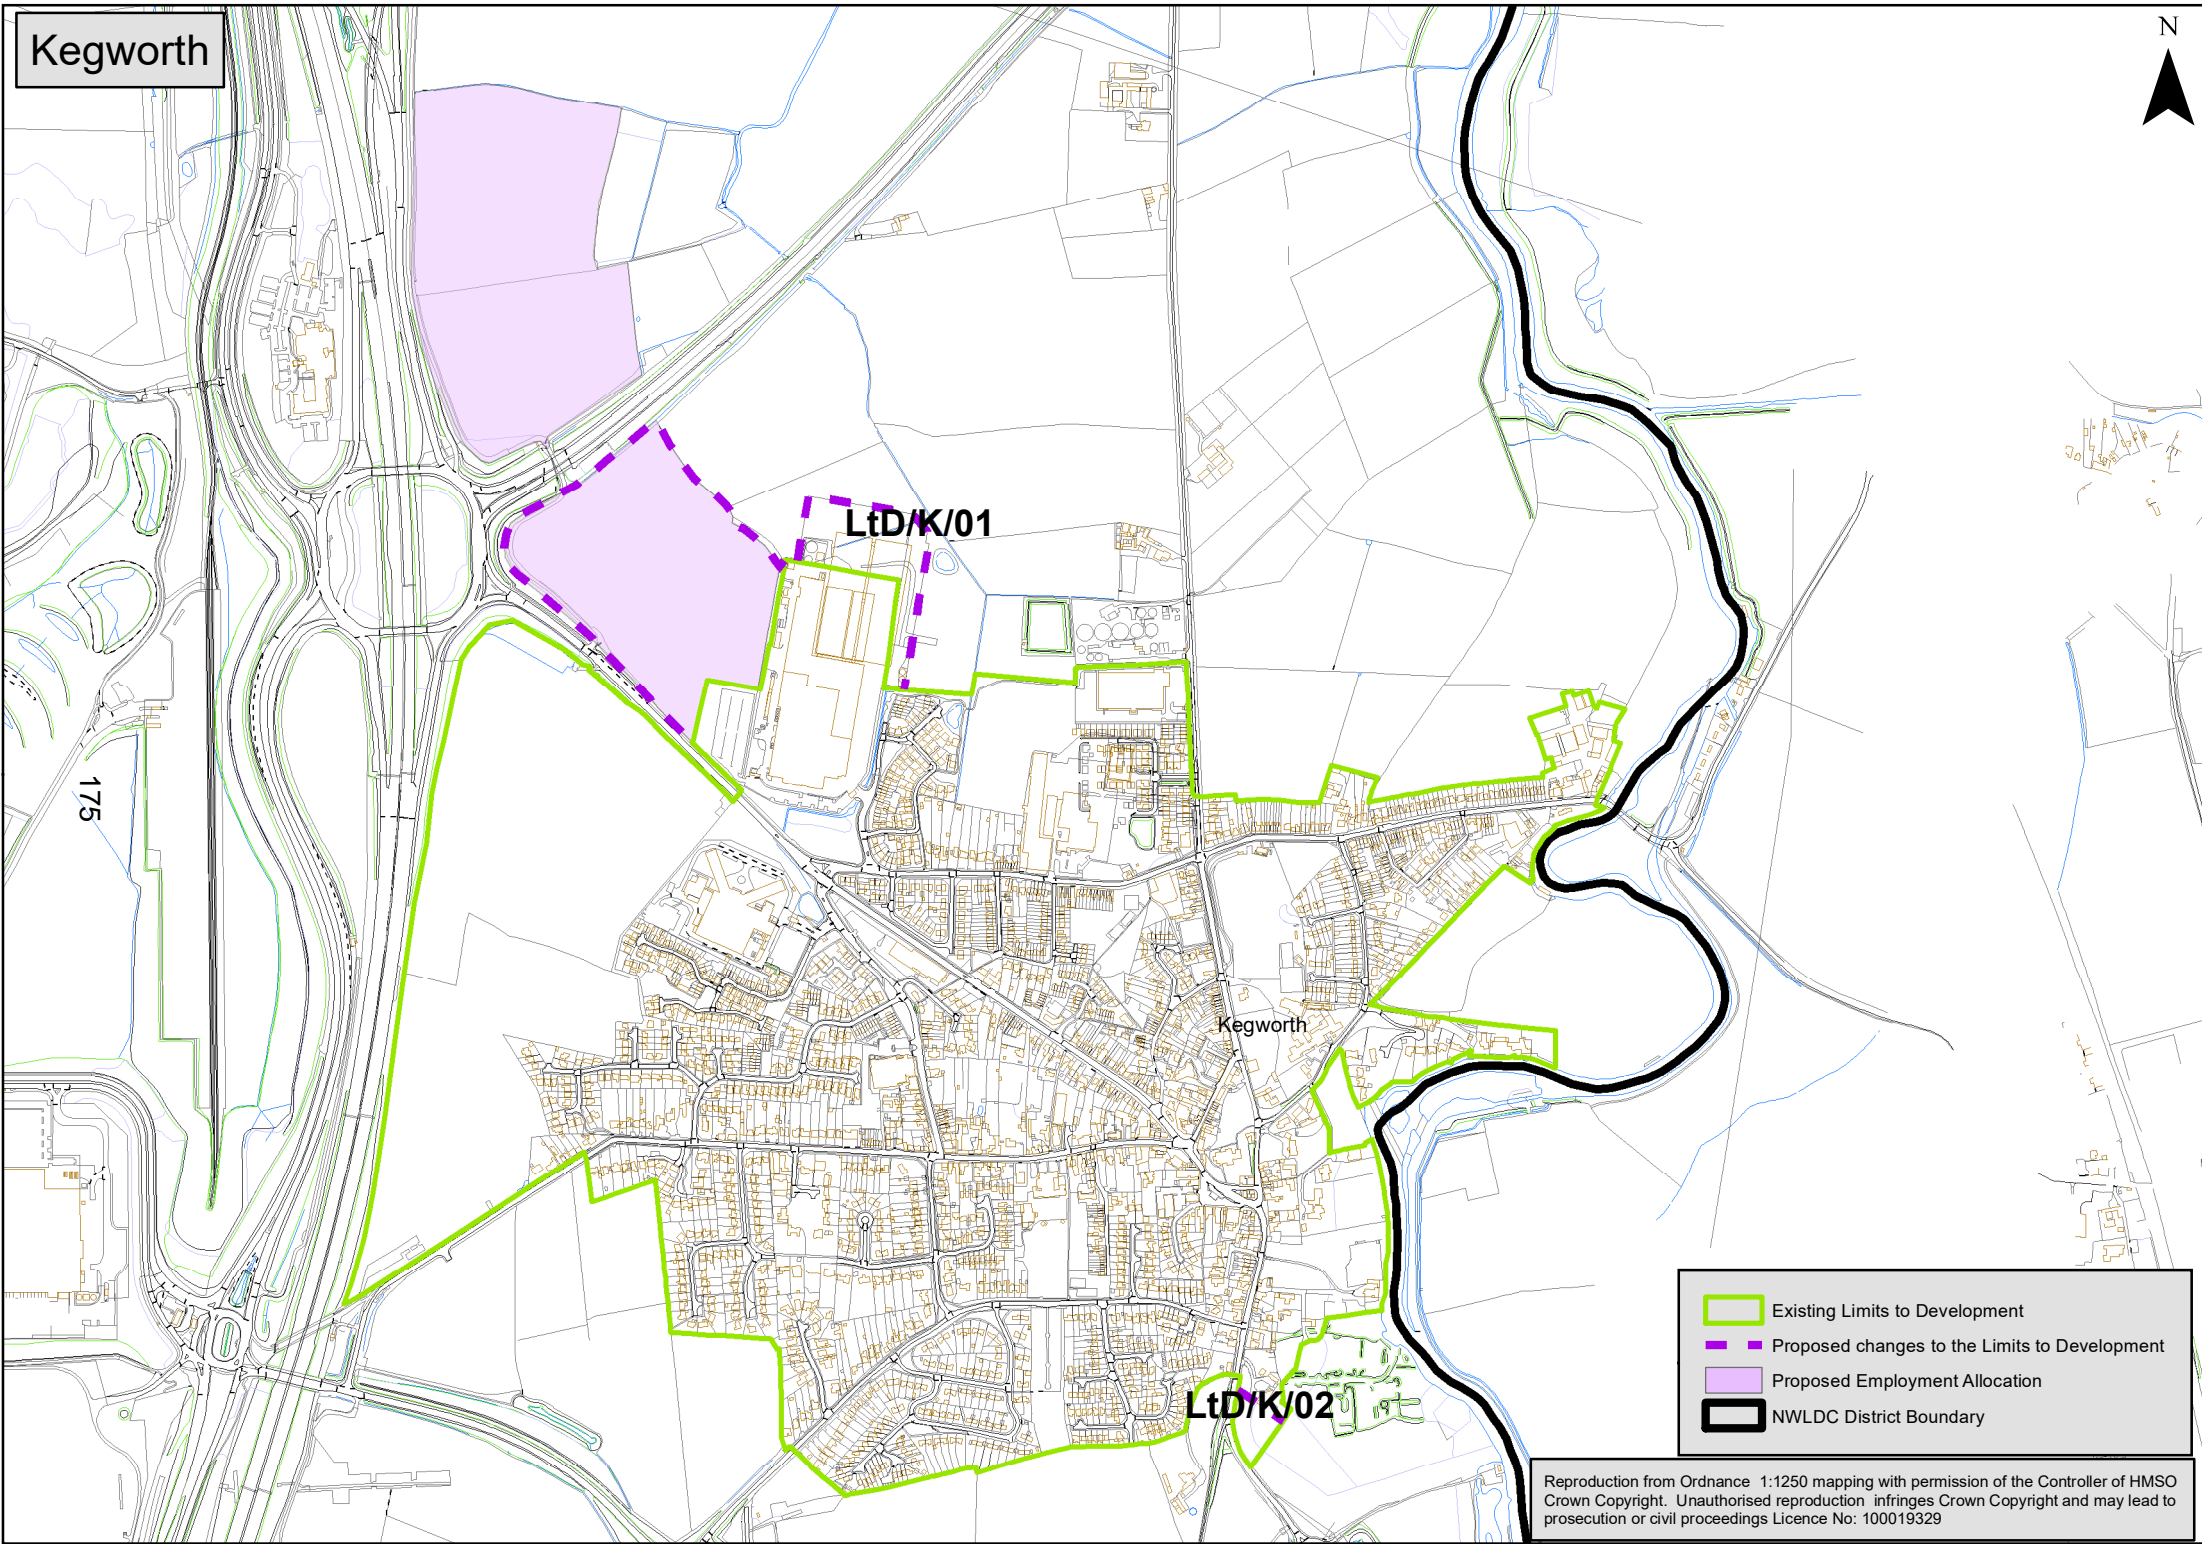 Kegworth
N
LtD/K/01
175
Kegworth
LtD/K/02
Existing Limits to Development
Proposed changes to the Limits to Development
Proposed Employment Allocation
NWLDC District Boundary
Reproduction from Ordnance 1:1250 mapping with permission of the Controller of HMSO
Crown Copyright. Unauthorised reproduction infringes Crown Copyright and may lead to
prosecution or civil proceedings Licence No: 100019329